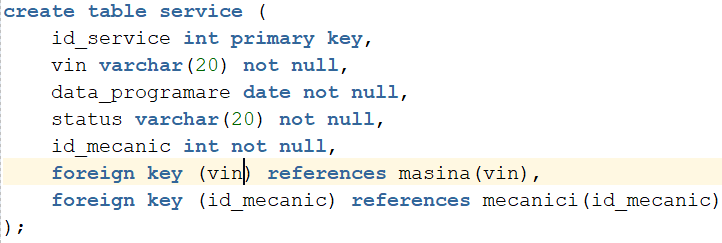 create table service (
id_service int primary key,
vin varchar(20) not null,
data_programare date not null,
status varchar(20) not null,
id_mecanic int not null,
foreign key (vin) references masina(vin),
foreign key (id_mecanic) references mecanici(id_mecanic)
);